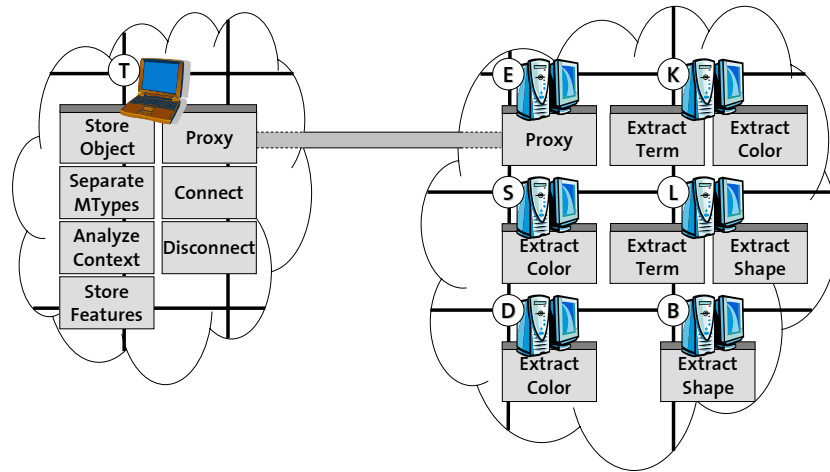 T
Store
Object
Proxy
Separate
MTypes
Connect
Analyze
Context
Disconnect
Store
Features
E
Proxy
K
Extract
Term
Extract
Color
S
Extract
Color
L
Extract
Term
Extract
Shape
D
Extract
Color
B
Extract
Shape